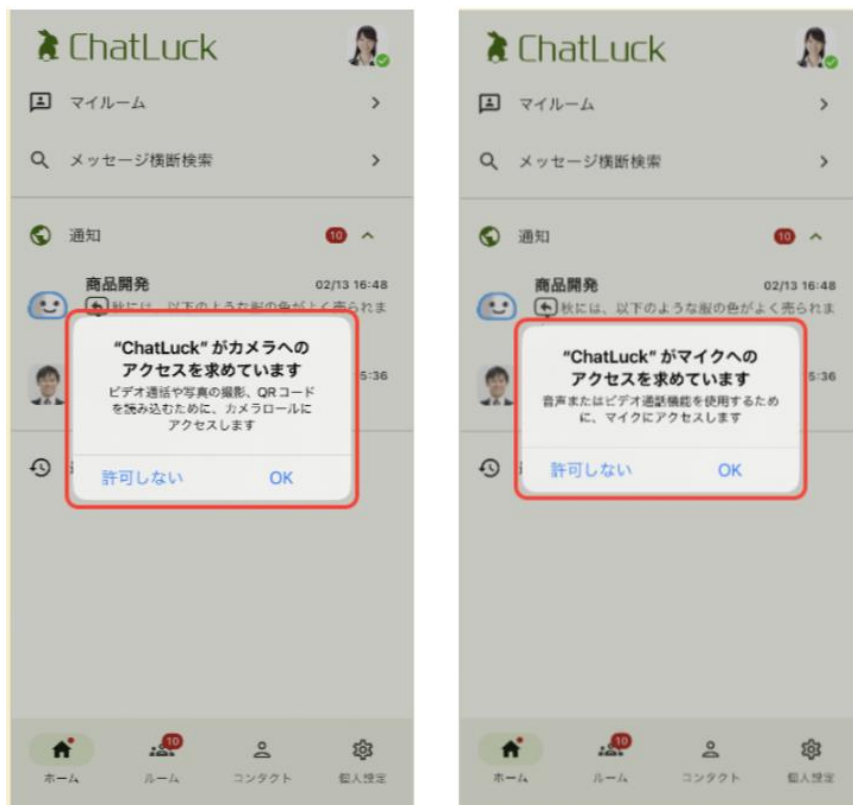 ChatLuck
マイルーム
メッセージ横断検索
通知
10
商品開発
02/13 16:48
秋には、以下のような服の色がよく売られま
5:36
"ChatLuck" がカメラへの
アクセスを求めています
ビデオ通話や写真の撮影、QRコード
を読み込むために、カメラロールに
アクセスします
許可しない
OK
10
ホーム
ルーム
コンタクト
個人設定
ChatLuck
マイルーム
メッセージ横断検索
通知
10
商品開発
02/13 16:48
秋には、以下のような服の色がよく売られま
5:36
"ChatLuck" がマイクへの
アクセスを求めています
音声またはビデオ通話機能を使用するため
に、マイクにアクセスします
許可しない
OK
10
ホーム
ルーム
コンタクト
個人設定